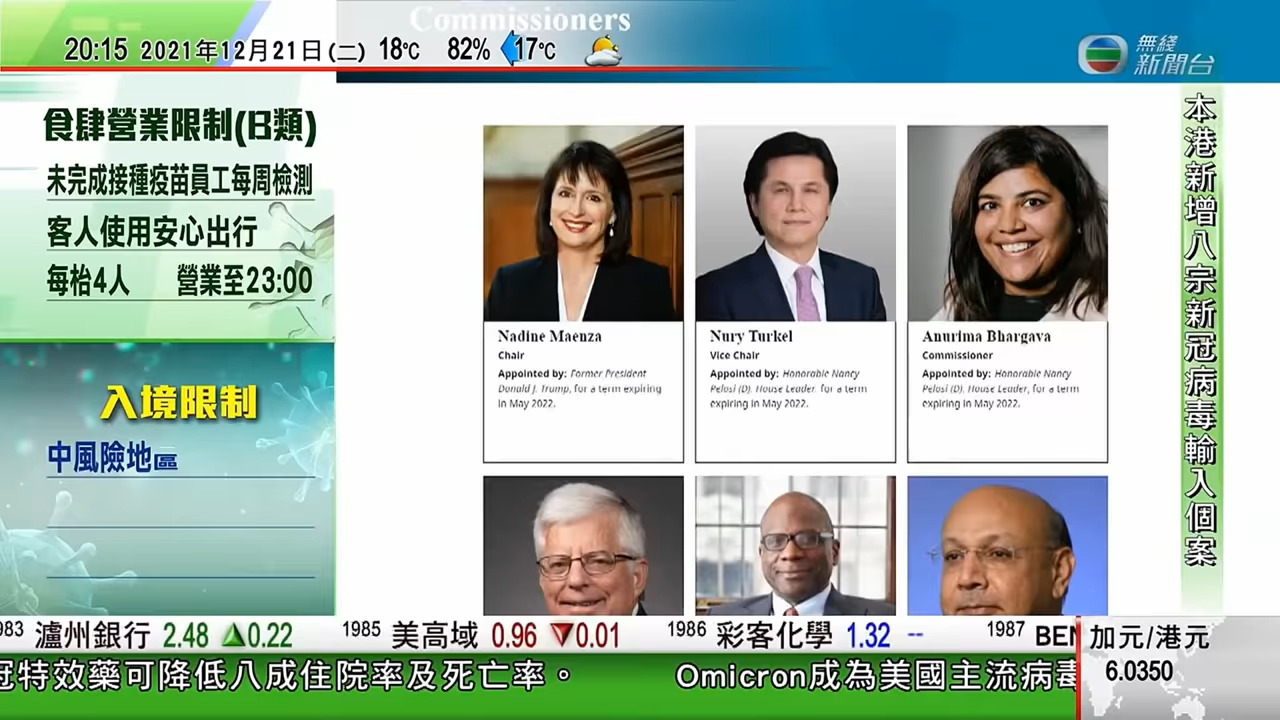 Commissioners
20:15 2021年12月21日(二) 18℃ 82% 17℃
無綫
新聞台
食肆營業限制(B類)
未完成接種疫苗員工每周檢測
客人使用安心出行
每枱4人 營業至23:00
入境限制
中風險地區
Nadine Maenza
Chair
Appointed by: Former President
Donald J. Trump, for a term expiring
in May 2022.
Nury Turkel
Vice Chair
Appointed by: Honorable Nancy
Pelosi (D), House Leader, for a term
expiring in May 2022.
Anurima Bhargava
Commissioner
Appointed by: Honorable Nancy
Pelosi (D), House Leader, for a term
expiring in May 2022.
本港新增八宗新冠病毒輸入個案
983 瀘州銀行 2.48 ▲0.22 1985 美高域 0.96 ▼0.01 1986 彩客化學 1.32 -- 1987 BEN
加元/港元
6.0350
冠特效藥可降低八成住院率及死亡率。 Omicron成為美國主流病毒